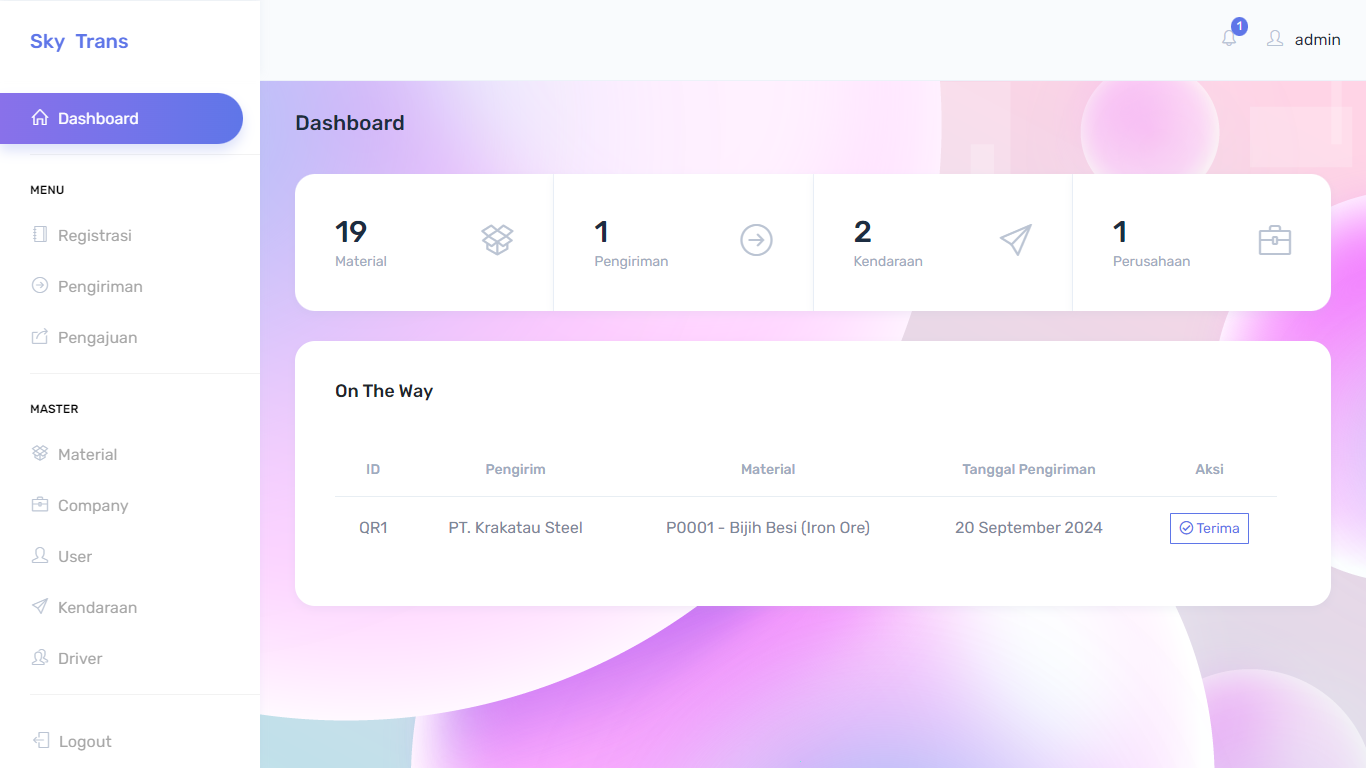 Sky Trans
1
admin
Dashboard
MENU
Registrasi
Pengiriman
Pengajuan
MASTER
Material
Company
User
Kendaraan
Driver
Logout
Dashboard
19
Material
1
Pengiriman
2
Kendaraan
1
Perusahaan
On The Way
ID Pengirim Material Tanggal Pengiriman Aksi
QR1 PT. Krakatau Steel P0001 - Bijih Besi (Iron Ore) 20 September 2024 Terima